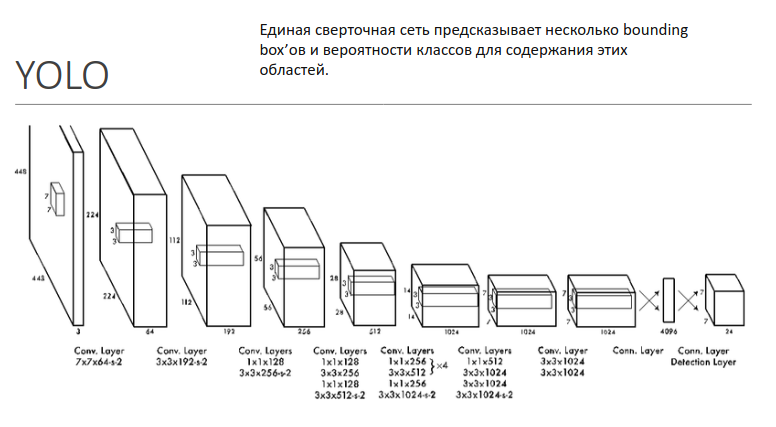 Единая сверточная сеть предсказывает несколько bounding
box’ов и вероятности классов для содержания этих
областей.
YOLO
448
448
7
7
3
224
224
3
3
64
112
112
3
3
192
56
56
3
3
256
28
28
3
3
512
14
14
3
3
1024
7
7
3
3
1024
7
7
3
3
1024
4096
7
7
24
Conv. Layer
7x7x64-s-2
Conv. Layer
3x3x192-s-2
Conv. Layers
1x1x128
3x3x256-s-2
Conv. Layers
1x1x128
3x3x256
1x1x128
3x3x512-s-2
Conv. Layers
1x1x256
3x3x512
1x1x256
3x3x1024-s-2
x4
Conv. Layers
1x1x512
3x3x1024
3x3x1024
3x3x1024-s-2
Conv. Layer
3x3x1024
3x3x1024
Conn. Layer
Conn. Layer
Detection Layer